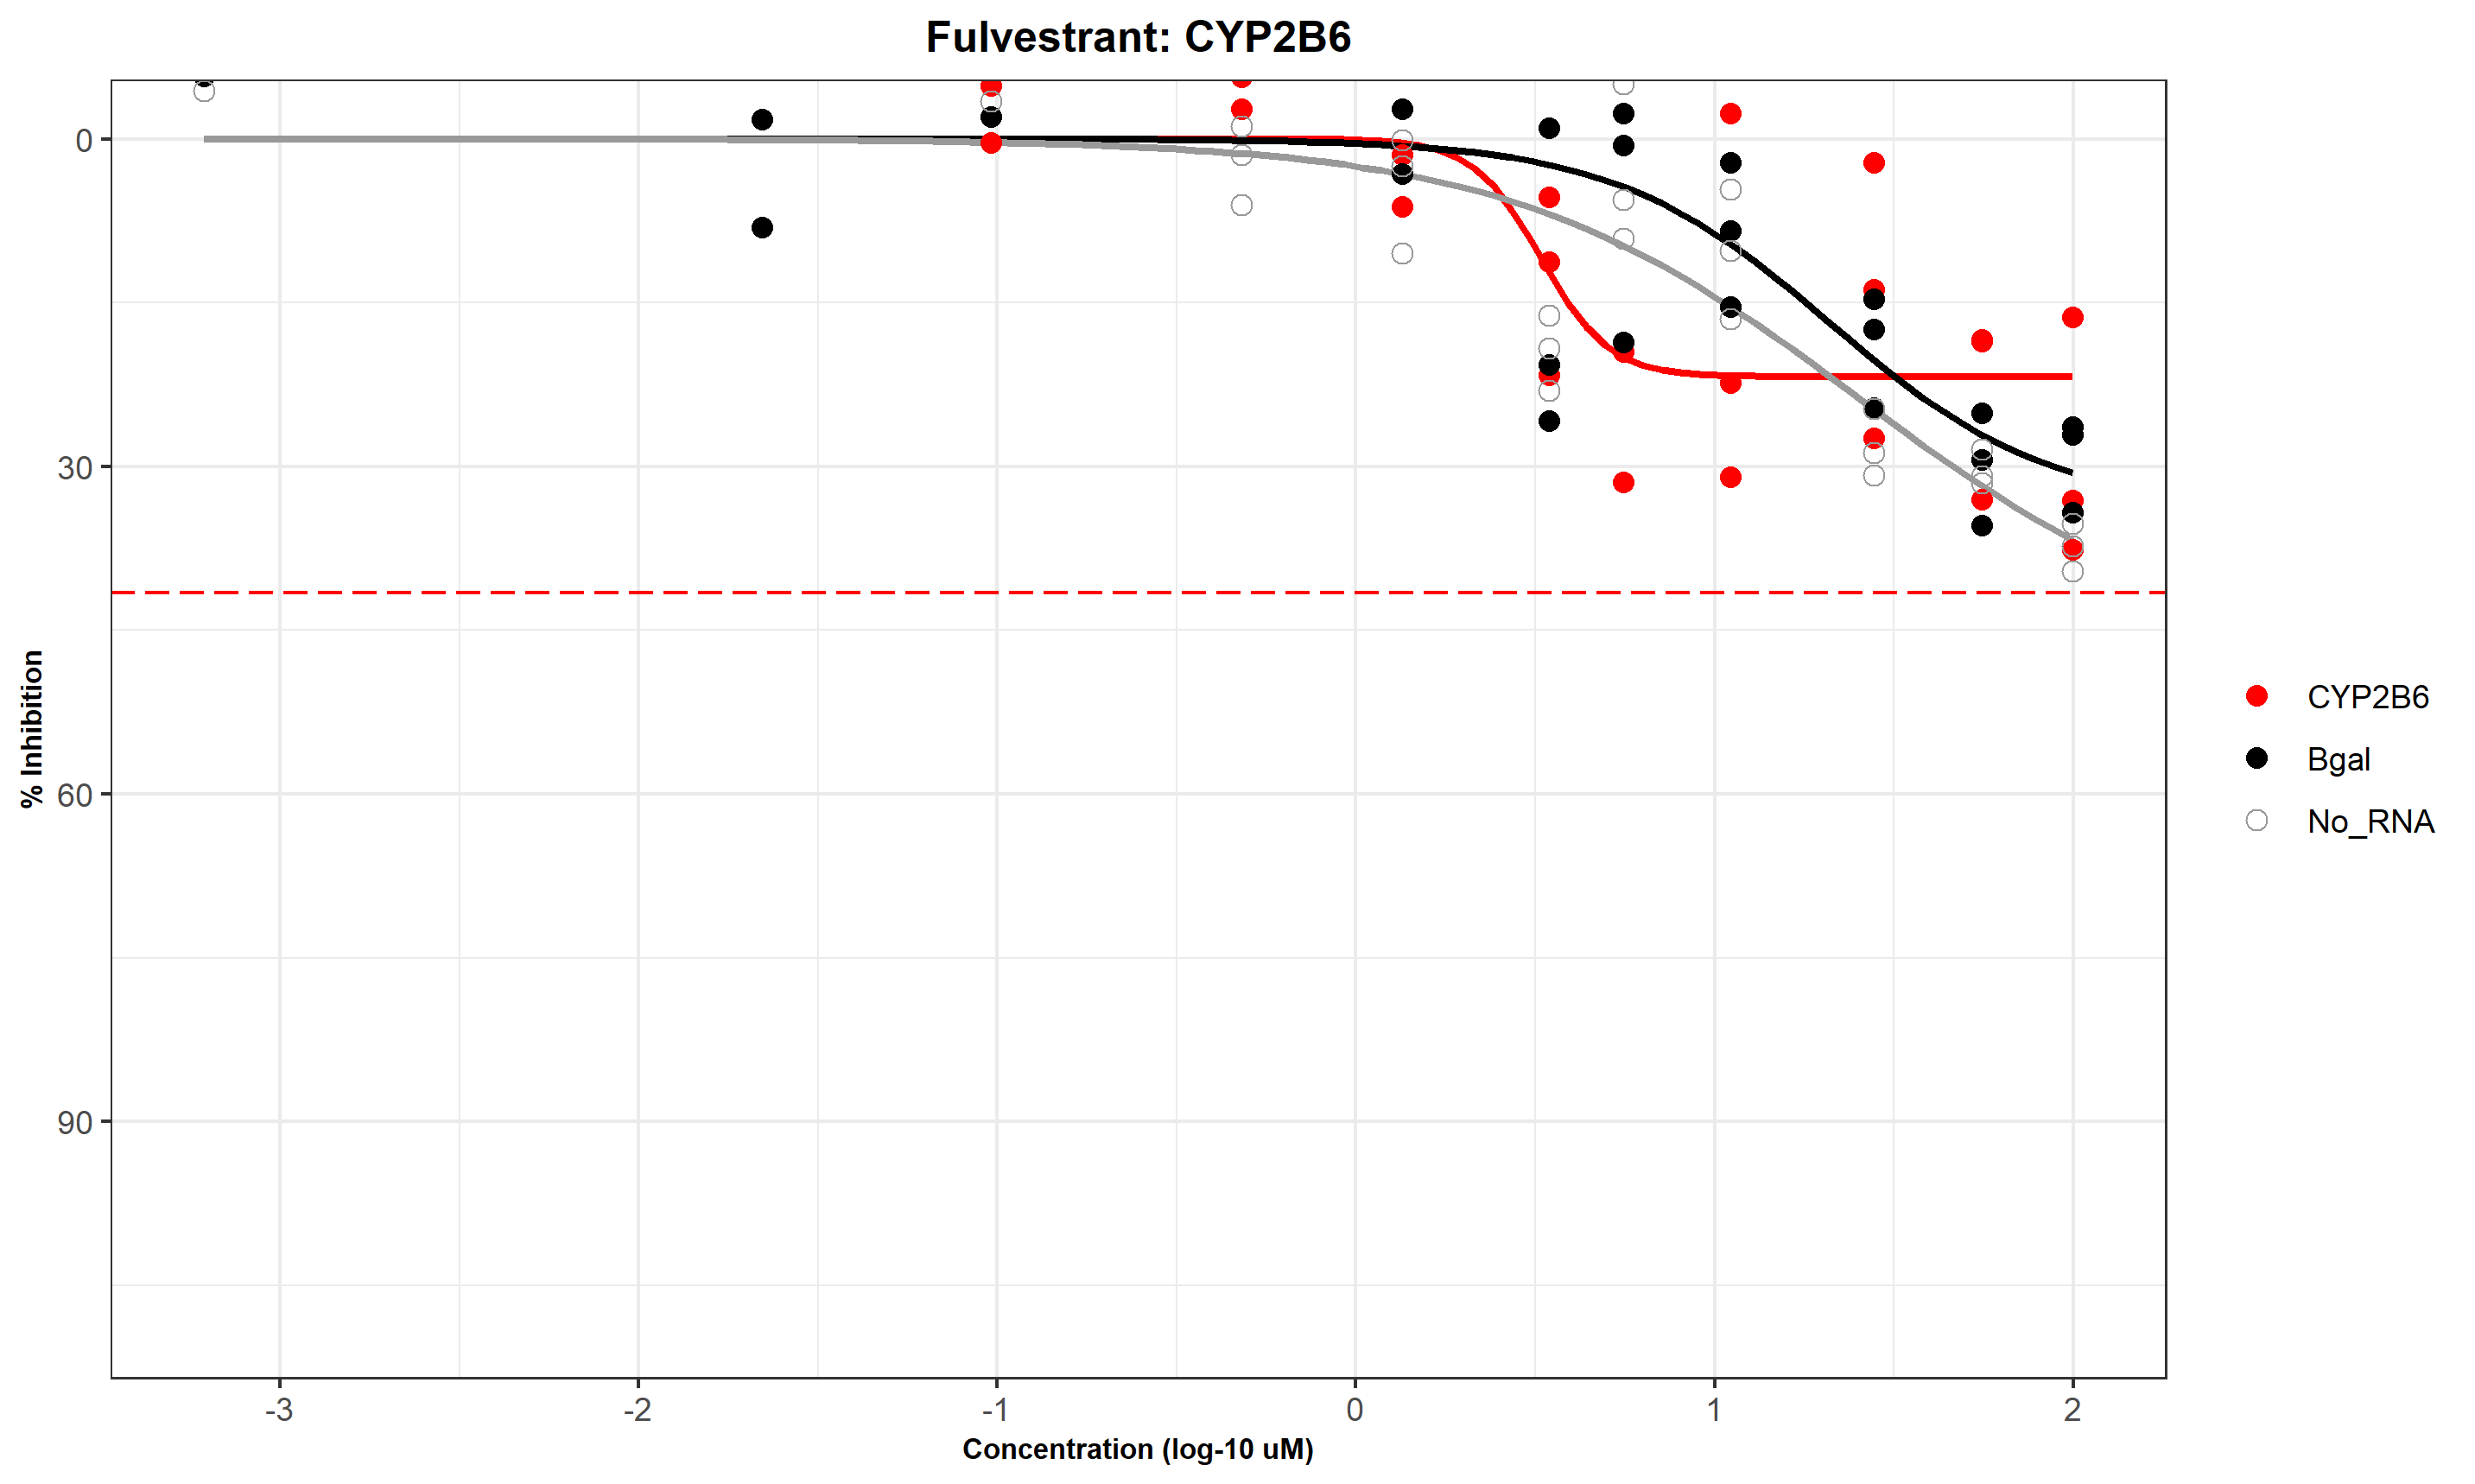 Fulvestrant: CYP2B6
0
30
60
90
% Inhibition
-3
-2
-1
0
1
2
Concentration (log-10 uM)
CYP2B6
Bgal
No_RNA